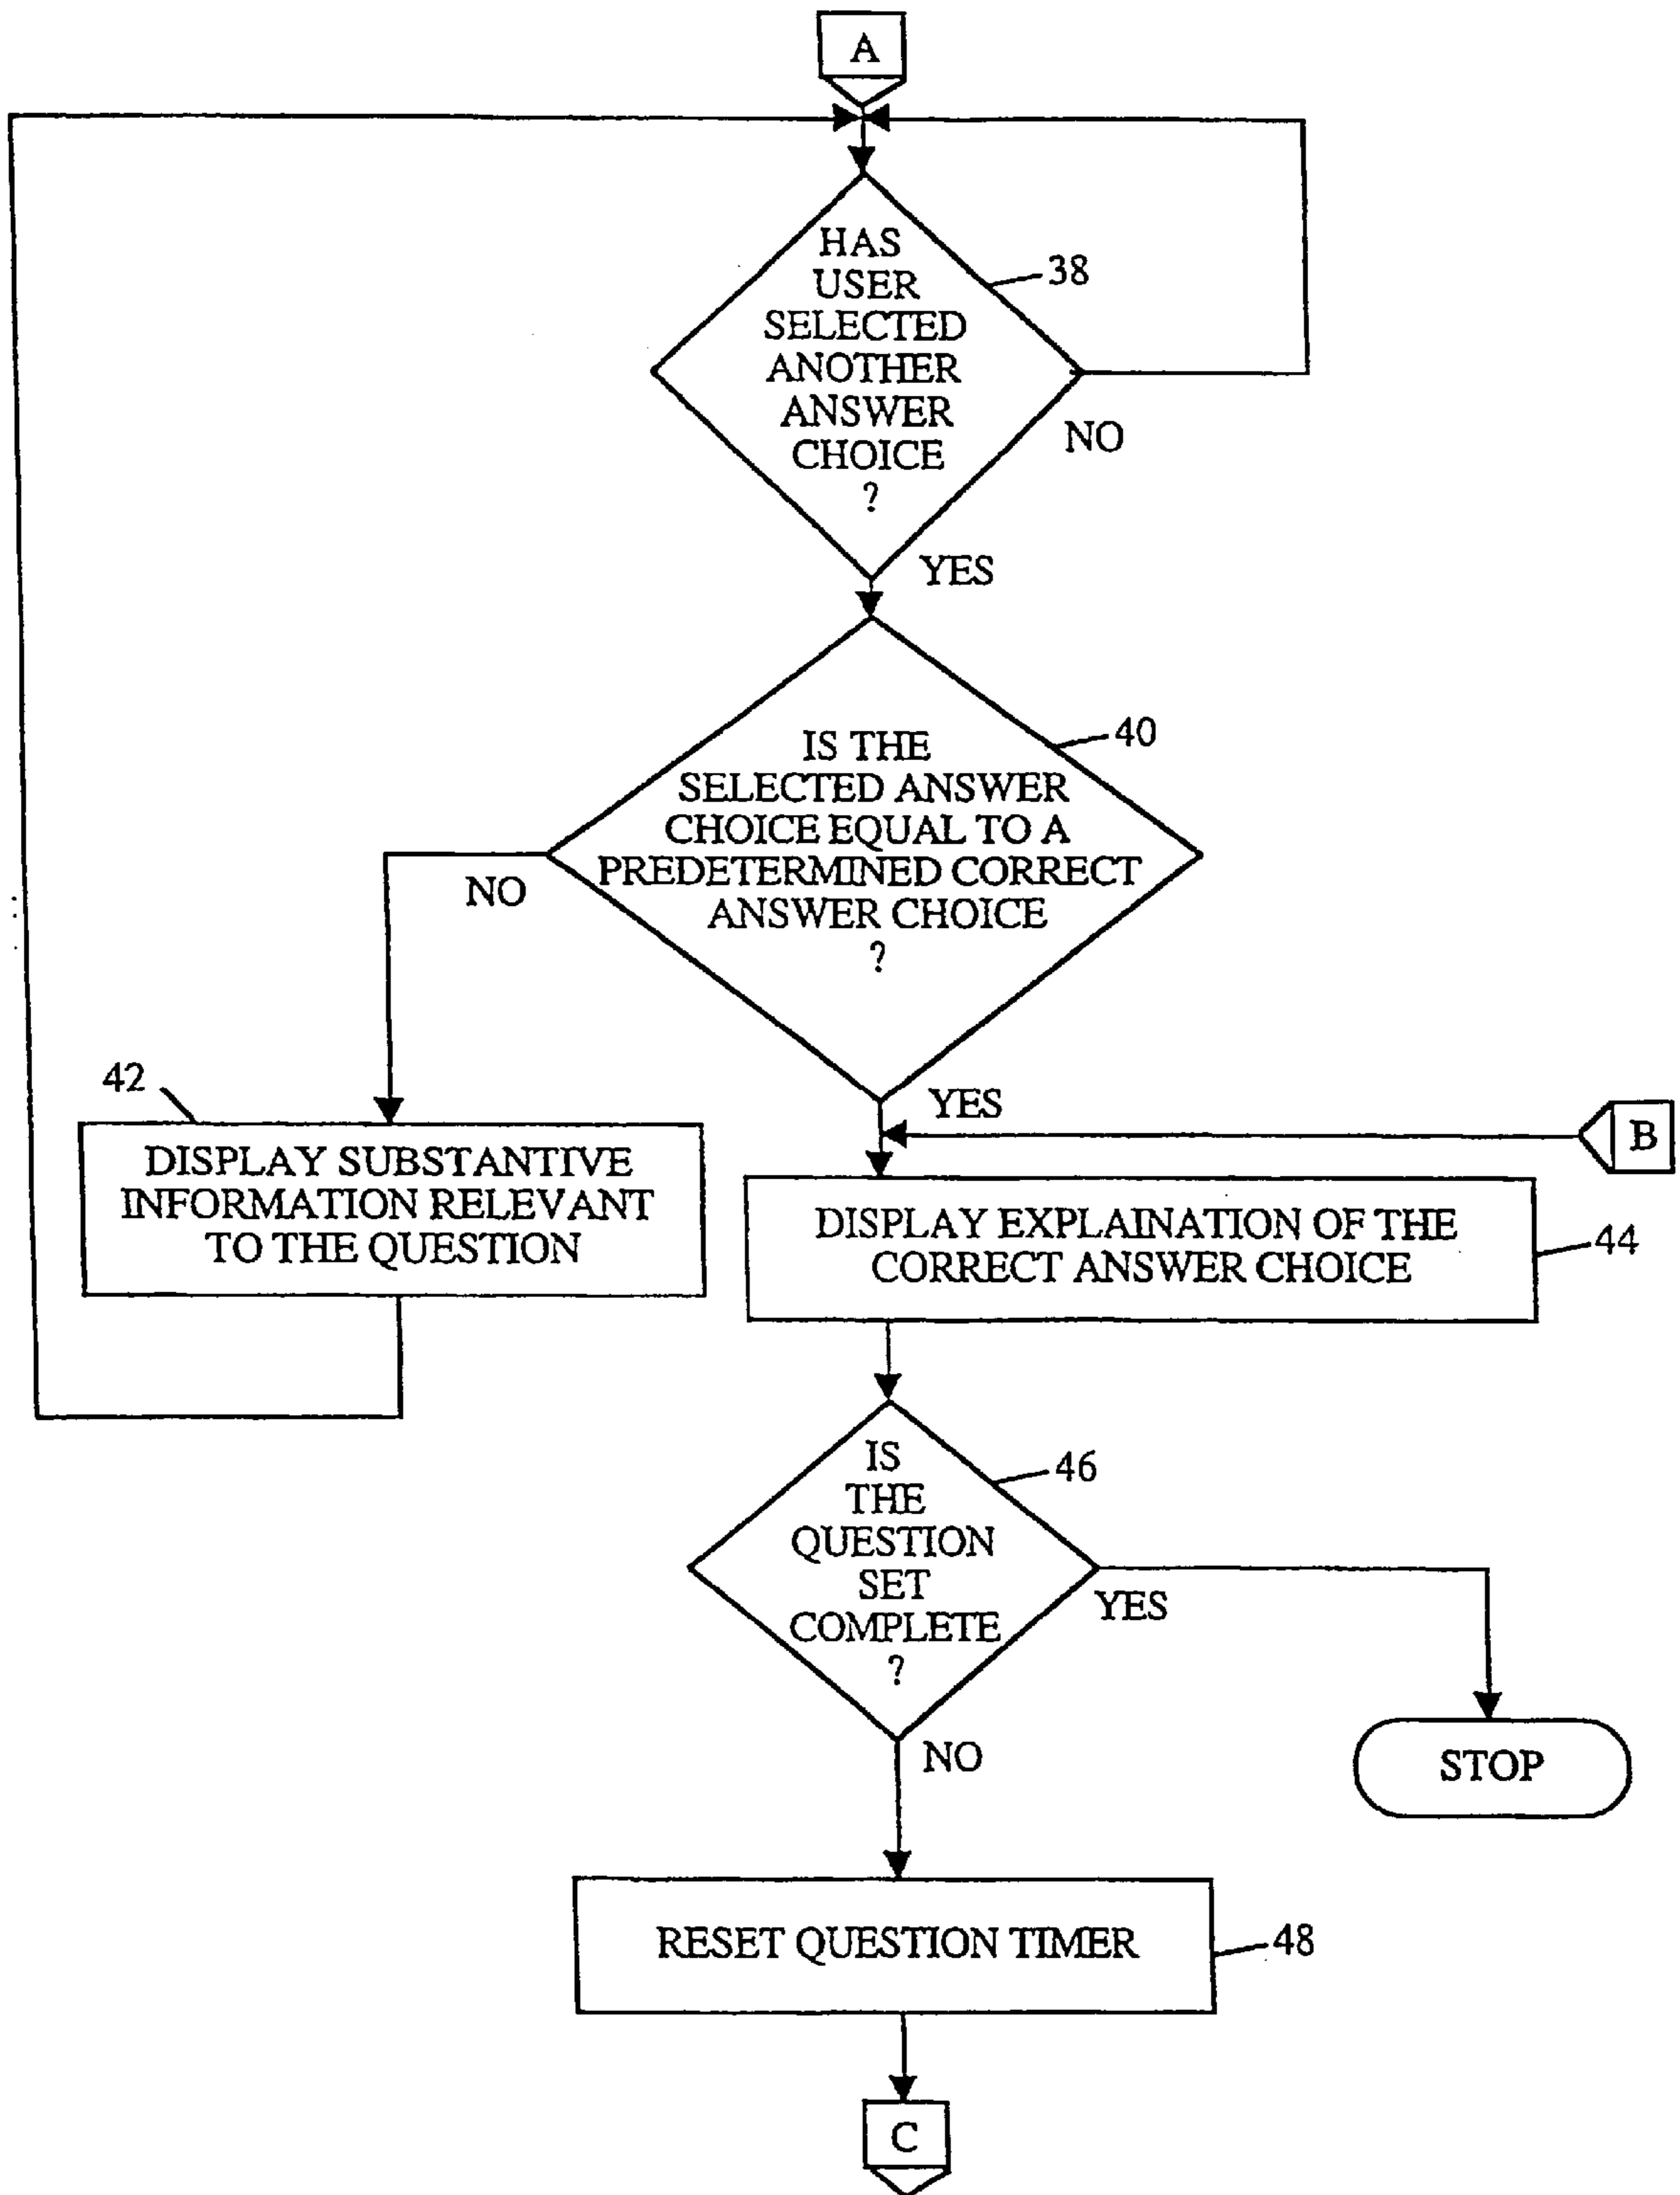 A
HAS
USER
SELECTED
ANOTHER
ANSWER
CHOICE
?
38
NO
YES
IS THE
SELECTED ANSWER
CHOICE EQUAL TO A
PREDETERMINED CORRECT
ANSWER CHOICE
?
40
NO
YES
42
DISPLAY SUBSTANTIVE
INFORMATION RELEVANT
TO THE QUESTION
B
DISPLAY EXPLAINATION OF THE
CORRECT ANSWER CHOICE
44
IS
THE
QUESTION
SET
COMPLETE
?
46
YES
NO
STOP
RESET QUESTION TIMER
48
C